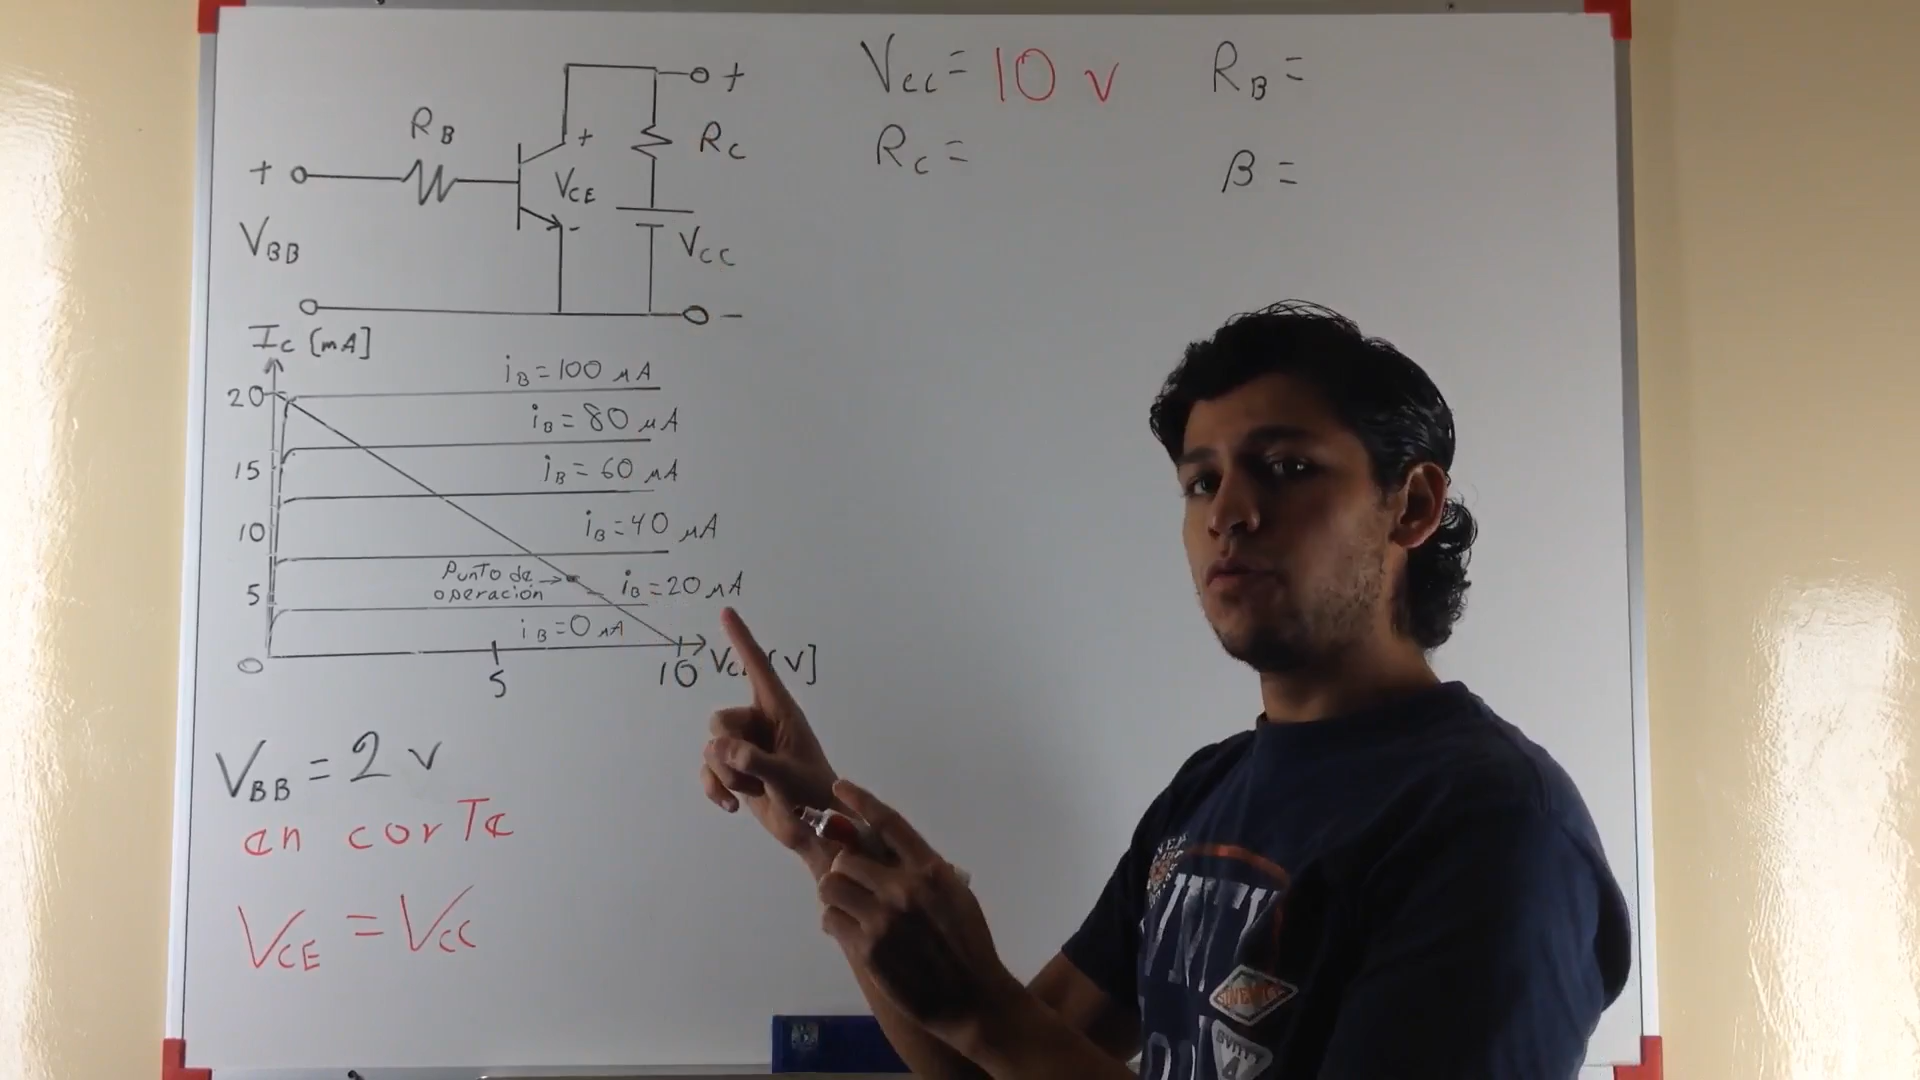 +
R_B
+
V_CE
-
+
R_C
V_BB
V_CC
-
V_CC = 10 v
R_C =
R_B =
β =
I_C [mA]
20
15
10
5
0
i_B = 100 μA
i_B = 80 μA
i_B = 60 μA
i_B = 40 μA
Punto de
operación
i_B = 20 μA
i_B = 0 μA
5
10
V] 
V_BB = 2 v
en corte
V_CE = V_CC